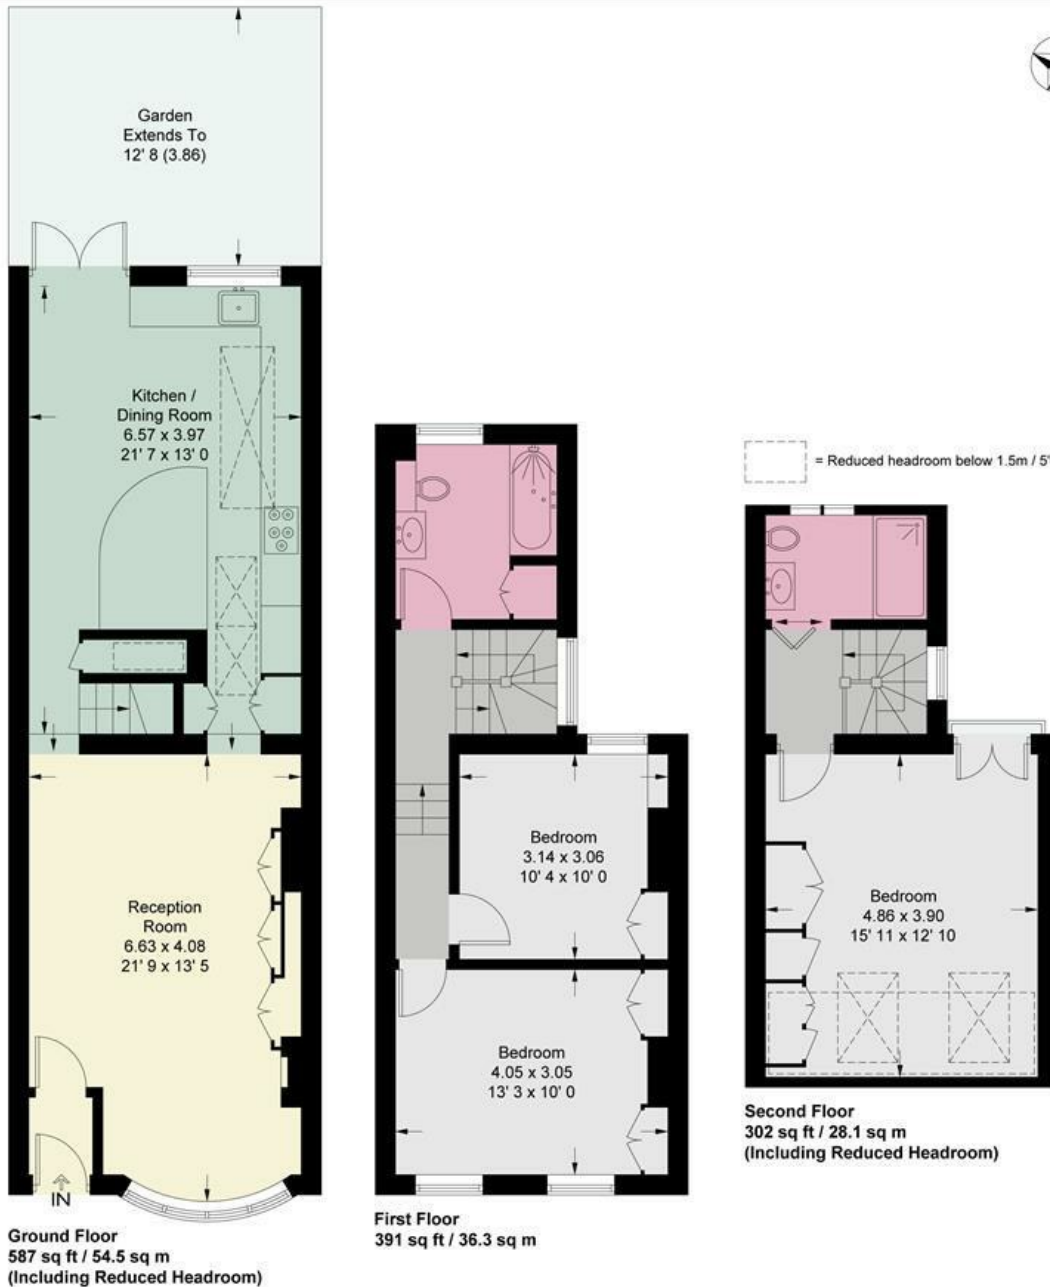 Garden
Extends To
12' 8 (3.86)
Kitchen /
Dining Room
6.57 x 3.97
21' 7 x 13' 0
Reception
Room
6.63 x 4.08
21' 9 x 13' 5
IN
Ground Floor
587 sq ft / 54.5 sq m
(Including Reduced Headroom)
Bedroom
3.14 x 3.06
10' 4 x 10' 0
Bedroom
4.05 x 3.05
13' 3 x 10' 0
First Floor
391 sq ft / 36.3 sq m
= Reduced headroom below 1.5m / 5'
Bedroom
4.86 x 3.90
15' 11 x 12' 10
Second Floor
302 sq ft / 28.1 sq m
(Including Reduced Headroom)